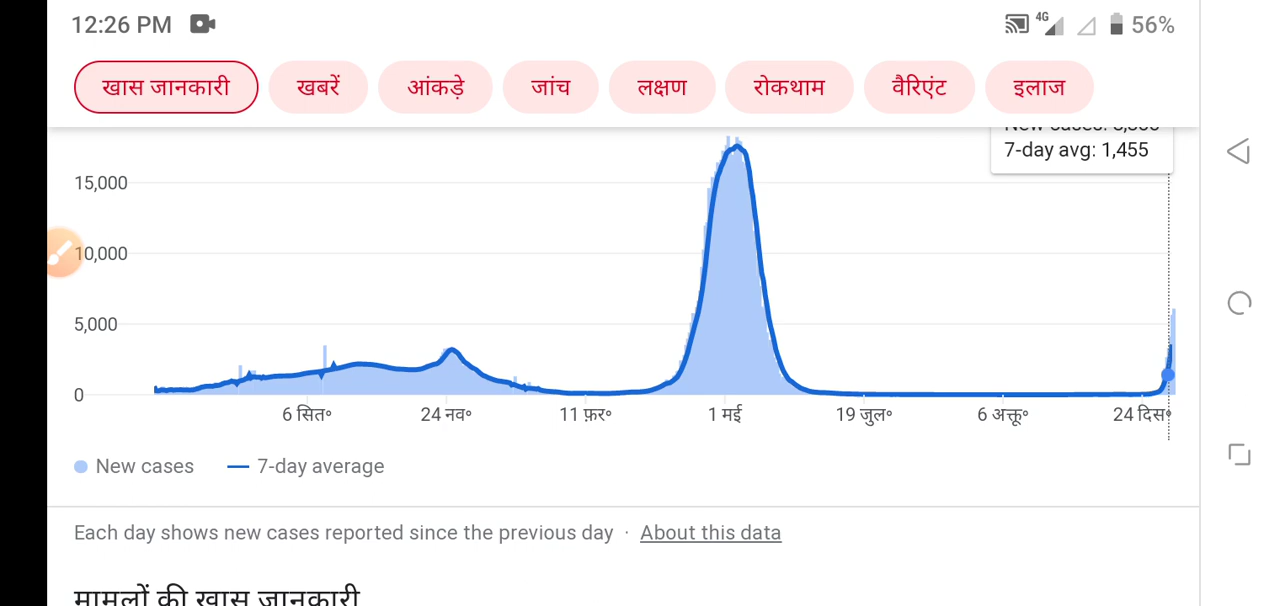 12:26 PM 4G 56%
खास जानकारी खबरें आंकड़े जांच लक्षण रोकथाम वैरिएंट इलाज
7-day avg: 1,455
15,000
10,000
5,000
0
6 सित॰ 24 नव॰ 11 फ़र॰ 1 मई 19 जुल॰ 6 अक्तू॰ 24 दिस॰
New cases 7-day average
Each day shows new cases reported since the previous day · About this data
मामलों की खास जानकारी